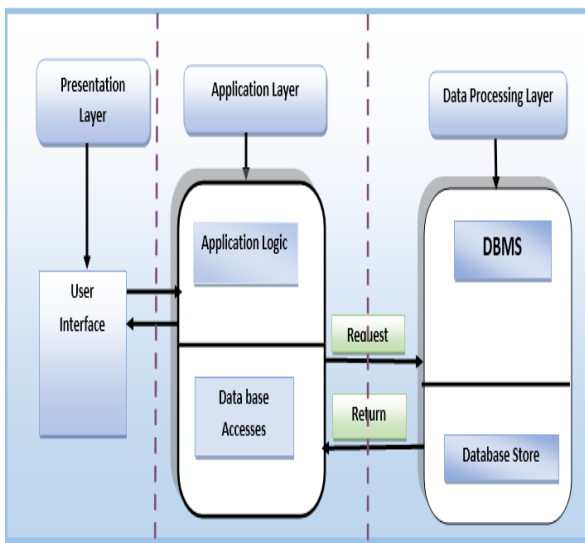 Presentation
Layer
Application Layer
Data Processing Layer
User
Interface
Application Logic
Data base
Accesses
Request
Return
DBMS
Database Store